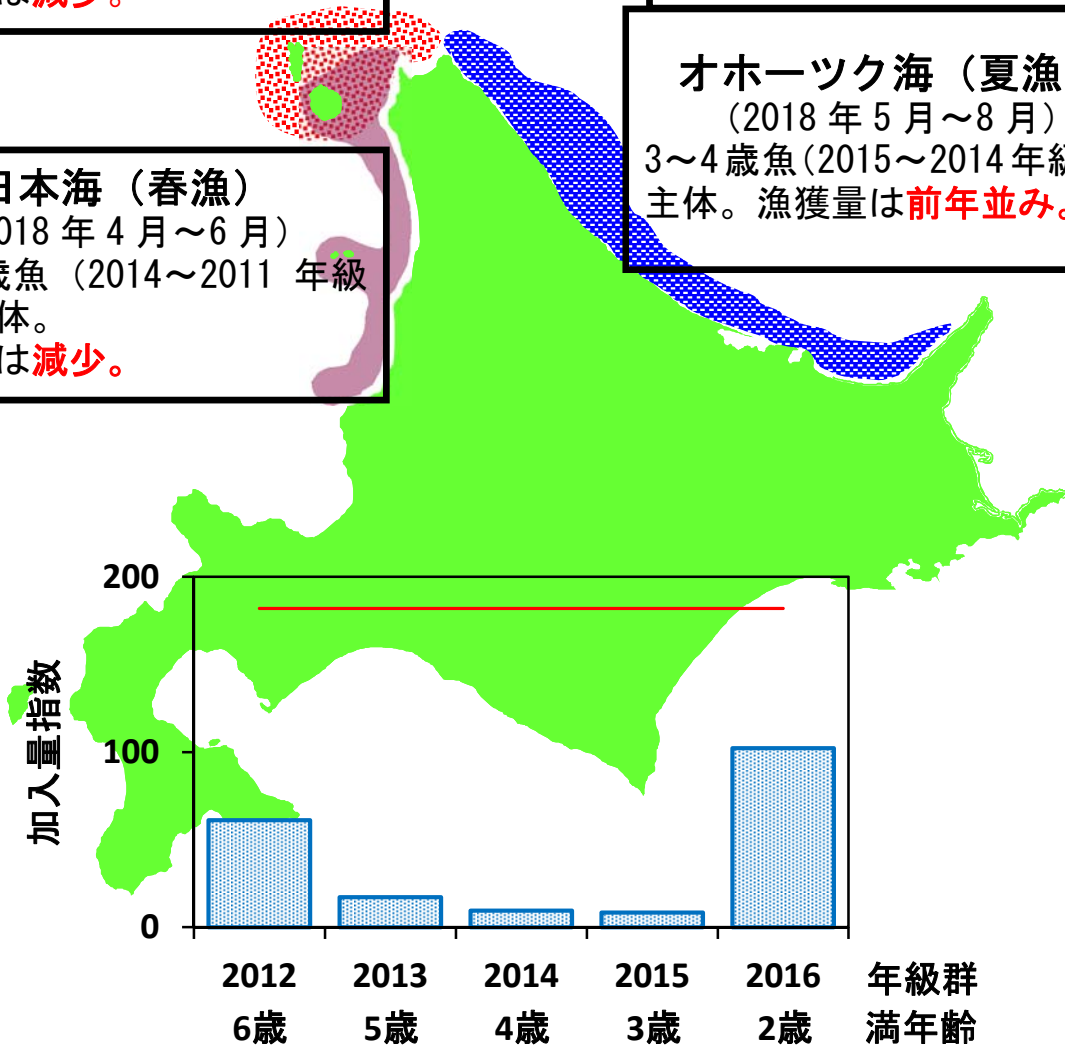 は減少。
オホーツク海（夏漁
（2018 年 5 月～8 月）
3～4 歳魚（2015～2014 年級
主体。漁獲量は前年並み。
日本海（春漁）
018 年 4 月～6 月）
歳魚（2014～2011 年級
体。
は減少。
加入量指数
200
100
0
2012 2013 2014 2015 2016 年級群
6歳 5歳 4歳 3歳 2歳 満年齢